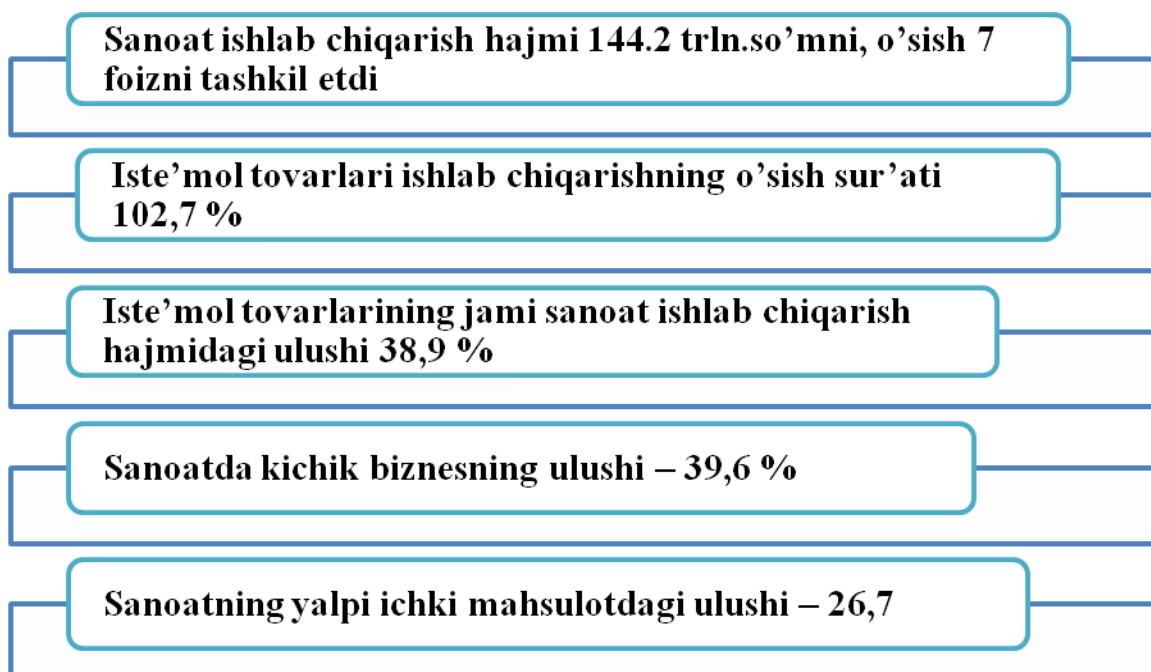 Sanoat ishlab chiqarish hajmi 144.2 trln.so’mni, o’sish 7
foizni tashkil etdi
Iste’mol tovarlari ishlab chiqarishning o’sish sur’ati
102,7 %
Iste’mol tovarlarining jami sanoat ishlab chiqarish
hajmidagi ulushi 38,9 %
Sanoatda kichik biznesning ulushi – 39,6 %
Sanoatning yalpi ichki mahsulotdagi ulushi – 26,7